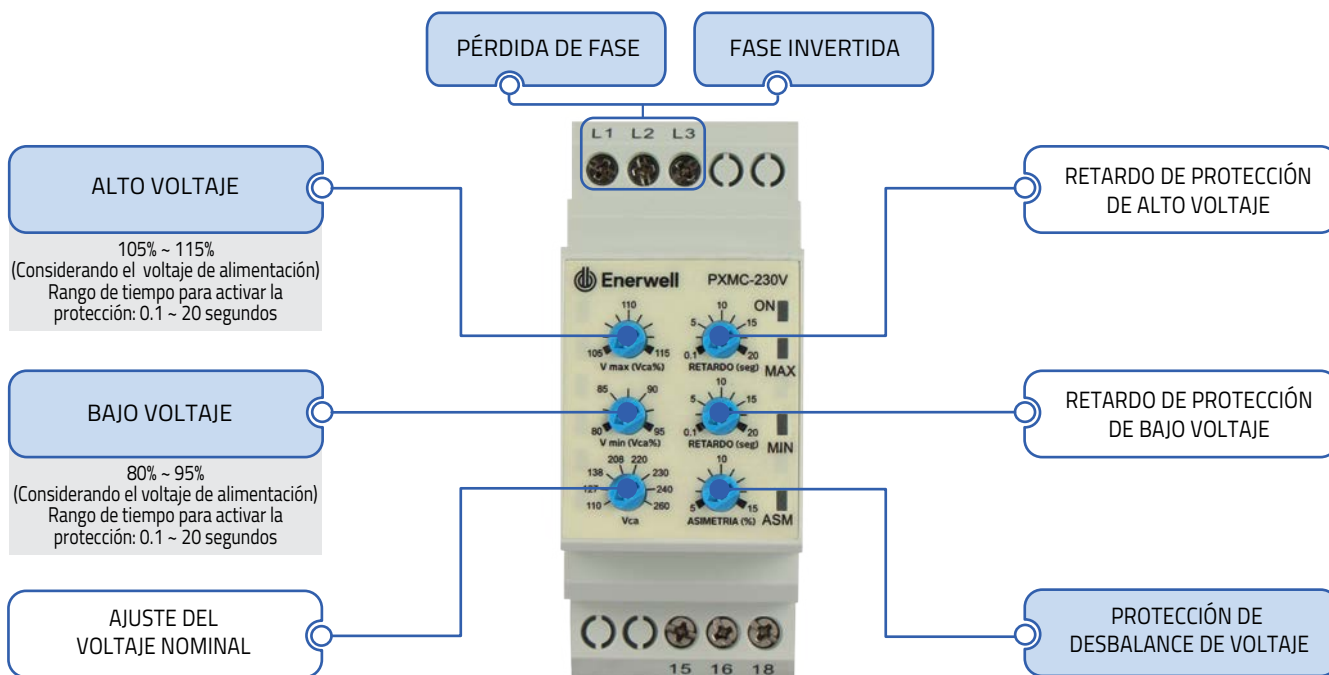 PÉRDIDA DE FASE
FASE INVERTIDA
L1 L2 L3
ALTO VOLTAJE
105% ~ 115%
(Considerando el voltaje de alimentación)
Rango de tiempo para activar la
protección: 0.1 ~ 20 segundos
RETARDO DE PROTECCIÓN
DE ALTO VOLTAJE
Enerwell PXMC-230V
110
105 115
V max (Vca%)
10
5 15
0.1 20
RETARDO (seg)
ON
MAX
BAJO VOLTAJE
80% ~ 95%
(Considerando el voltaje de alimentación)
Rango de tiempo para activar la
protección: 0.1 ~ 20 segundos
85 90
80 95
V min (Vca%)
10
5 15
0.1 20
RETARDO (seg)
MIN
RETARDO DE PROTECCIÓN
DE BAJO VOLTAJE
208 220
138 230
127 240
110 260
Vca
10
5 15
ASIMETRIA (%)
ASM
AJUSTE DEL
VOLTAJE NOMINAL
PROTECCIÓN DE
DESBALANCE DE VOLTAJE
15 16 18